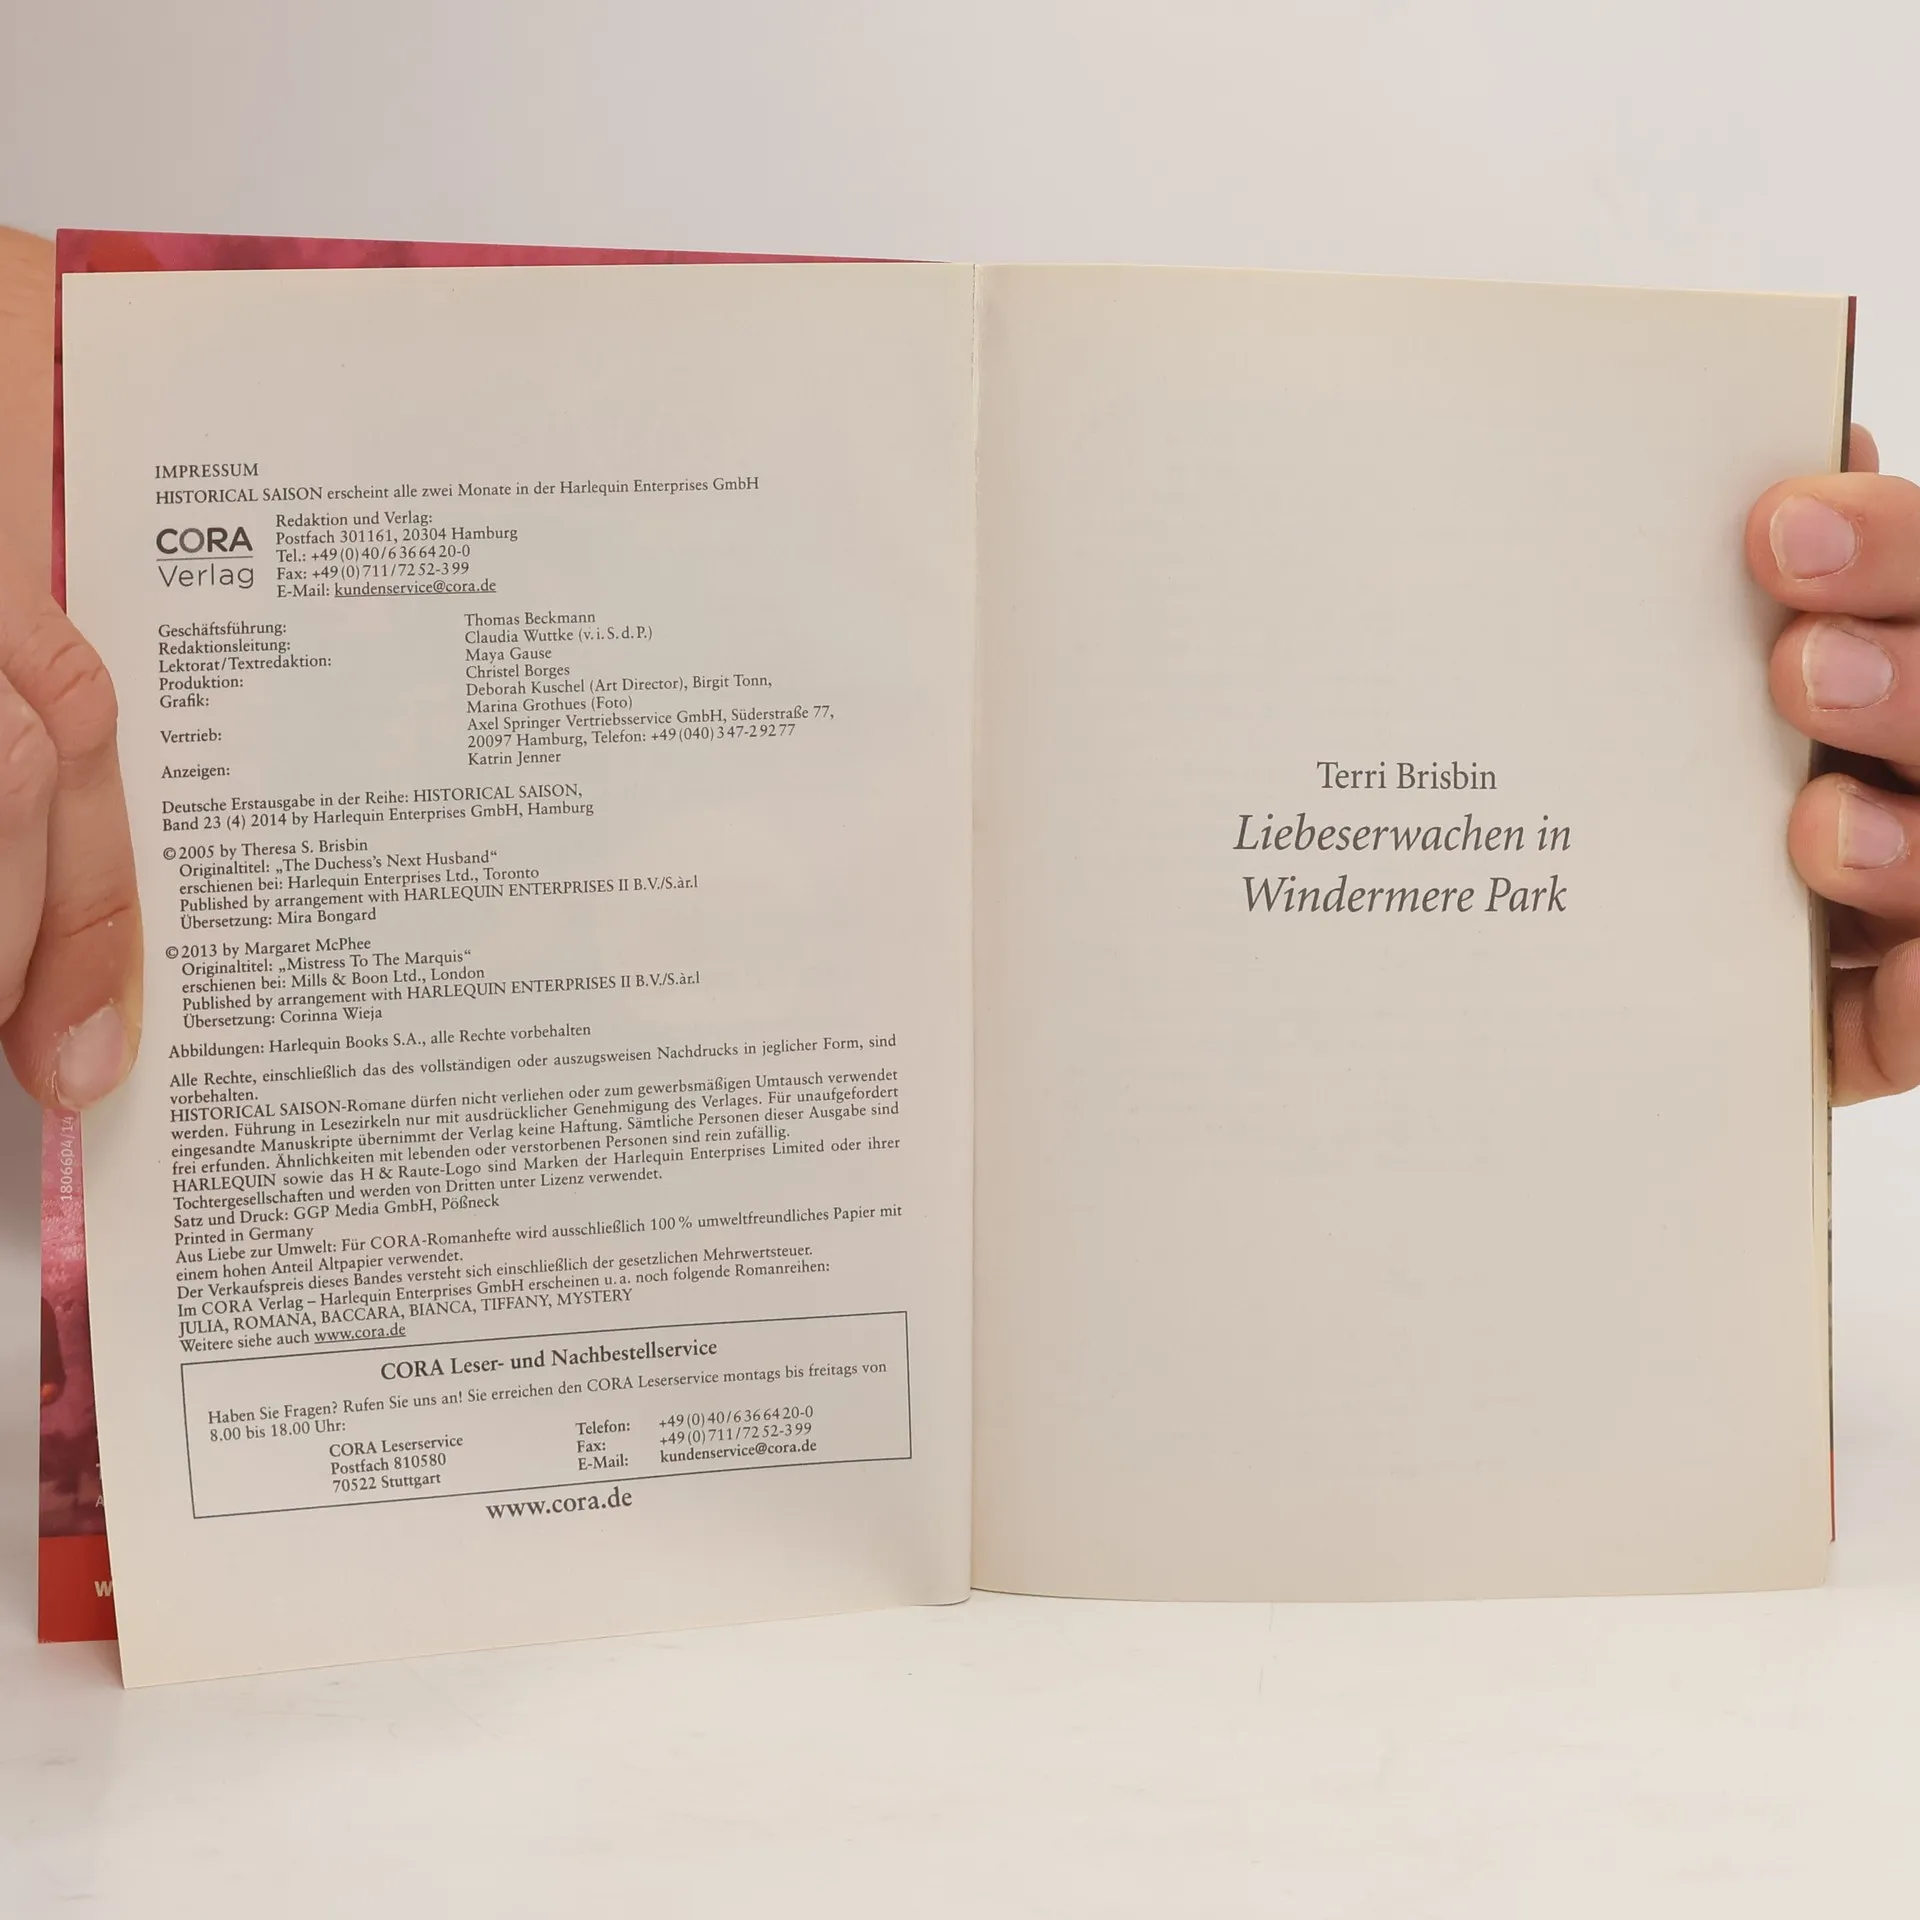 IMPRESSUM
HISTORICAL SAISON erscheint alle zwei Monate in der Harlequin Enterprises GmbH
CORA
Verlag
Redaktion und Verlag:
Postfach 301161, 20304 Hamburg
Tel.: +49(0)40/6366420-0
Fax: +49(0)711/7252-399
E-Mail: kundenservice@cora.de
Geschäftsführung:
Redaktionsleitung:
Lektorat/Textredaktion:
Produktion:
Grafik:
Vertrieb:
Anzeigen:
Thomas Beckmann
Claudia Wuttke (v.i.S.d.P.)
Maya Gause
Christel Borges
Deborah Kuschel (Art Director), Birgit Tonn,
Marina Grothues (Foto)
Axel Springer Vertriebsservice GmbH, Süderstraße 77,
20097 Hamburg, Telefon: +49(040)347-29277
Katrin Jenner
Deutsche Erstausgabe in der Reihe: HISTORICAL SAISON,
Band 23 (4) 2014 by Harlequin Enterprises GmbH, Hamburg
©2005 by Theresa S. Brisbin
Originaltitel: „The Duchess's Next Husband“
erschienen bei: Harlequin Enterprises Ltd., Toronto
Published by arrangement with HARLEQUIN ENTERPRISES II B.V./S.àr.l
Übersetzung: Mira Bongard
©2013 by Margaret McPhee
Originaltitel: „Mistress To The Marquis“
erschienen bei: Mills & Boon Ltd., London
Published by arrangement with HARLEQUIN ENTERPRISES II B.V./S.àr.l
Übersetzung: Corinna Wieja
Abbildungen: Harlequin Books S.A., alle Rechte vorbehalten
Alle Rechte, einschließlich das des vollständigen oder auszugsweisen Nachdrucks in jeglicher Form, sind
vorbehalten.
HISTORICAL SAISON-Romane dürfen nicht verliehen oder zum gewerbsmäßigen Umtausch verwendet
werden. Führung in Lesezirkeln nur mit ausdrücklicher Genehmigung des Verlages. Für unaufgefordert
eingesandte Manuskripte übernimmt der Verlag keine Haftung. Sämtliche Personen dieser Ausgabe sind
frei erfunden. Ähnlichkeiten mit lebenden oder verstorbenen Personen sind rein zufällig.
HARLEQUIN sowie das H & Raute-Logo sind Marken der Harlequin Enterprises Limited oder ihrer
Tochtergesellschaften und werden von Dritten unter Lizenz verwendet.
Satz und Druck: GGP Media GmbH, Pößneck
Printed in Germany
Aus Liebe zur Umwelt: Für CORA-Romanhefte wird ausschließlich 100% umweltfreundliches Papier mit
einem hohen Anteil Altpapier verwendet.
Der Verkaufspreis dieses Bandes versteht sich einschließlich der gesetzlichen Mehrwertsteuer.
Im CORA Verlag – Harlequin Enterprises GmbH erscheinen u.a. noch folgende Romanreihen:
JULIA, ROMANA, BACCARA, BIANCA, TIFFANY, MYSTERY
Weitere siehe auch www.cora.de
CORA Leser- und Nachbestellservice
Haben Sie Fragen? Rufen Sie uns an! Sie erreichen den CORA Leserservice montags bis freitags von
8.00 bis 18.00 Uhr:
CORA Leserservice
Postfach 810580
70522 Stuttgart
Telefon: +49(0)40/6366420-0
Fax: +49(0)711/7252-399
E-Mail: kundenservice@cora.de
www.cora.de
18066p4/14
Terri Brisbin
Liebeserwachen in
Windermere Park